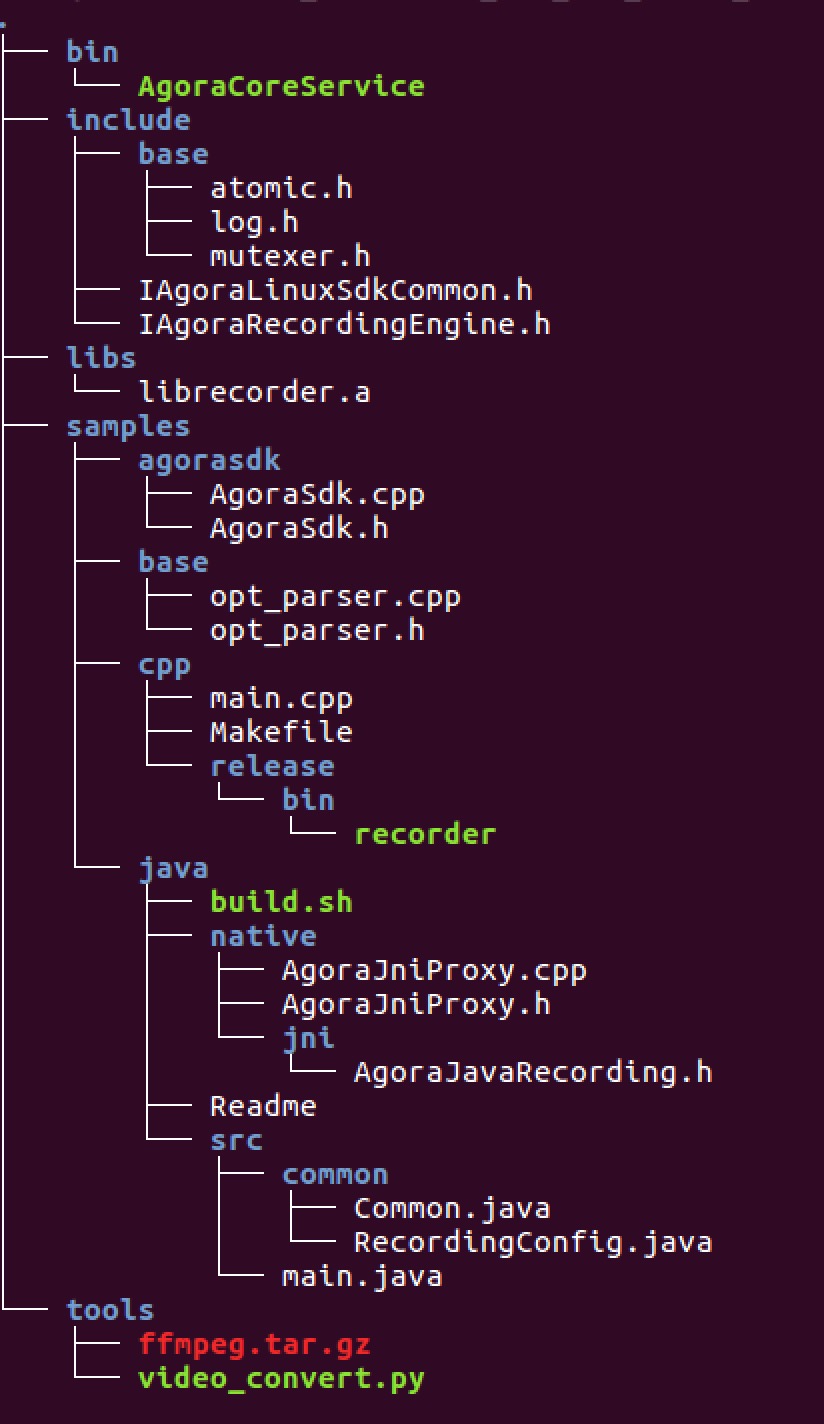 .
├── bin
│   └── AgoraCoreService
├── include
│   ├── base
│   │   ├── atomic.h
│   │   ├── log.h
│   │   └── mutexer.h
│   ├── IAgoraLinuxSdkCommon.h
│   └── IAgoraRecordingEngine.h
├── libs
│   └── librecorder.a
├── samples
│   ├── agorasdk
│   │   ├── AgoraSdk.cpp
│   │   └── AgoraSdk.h
│   ├── base
│   │   ├── opt_parser.cpp
│   │   └── opt_parser.h
│   ├── cpp
│   │   ├── main.cpp
│   │   ├── Makefile
│   │   └── release
│   │       └── bin
│   │           └── recorder
│   └── java
│       ├── build.sh
│       ├── native
│       │   ├── AgoraJniProxy.cpp
│       │   ├── AgoraJniProxy.h
│       │   └── jni
│       │       └── AgoraJavaRecording.h
│       ├── Readme
│       └── src
│           ├── common
│           │   ├── Common.java
│           │   └── RecordingConfig.java
│           └── main.java
└── tools
    ├── ffmpeg.tar.gz
    └── video_convert.py